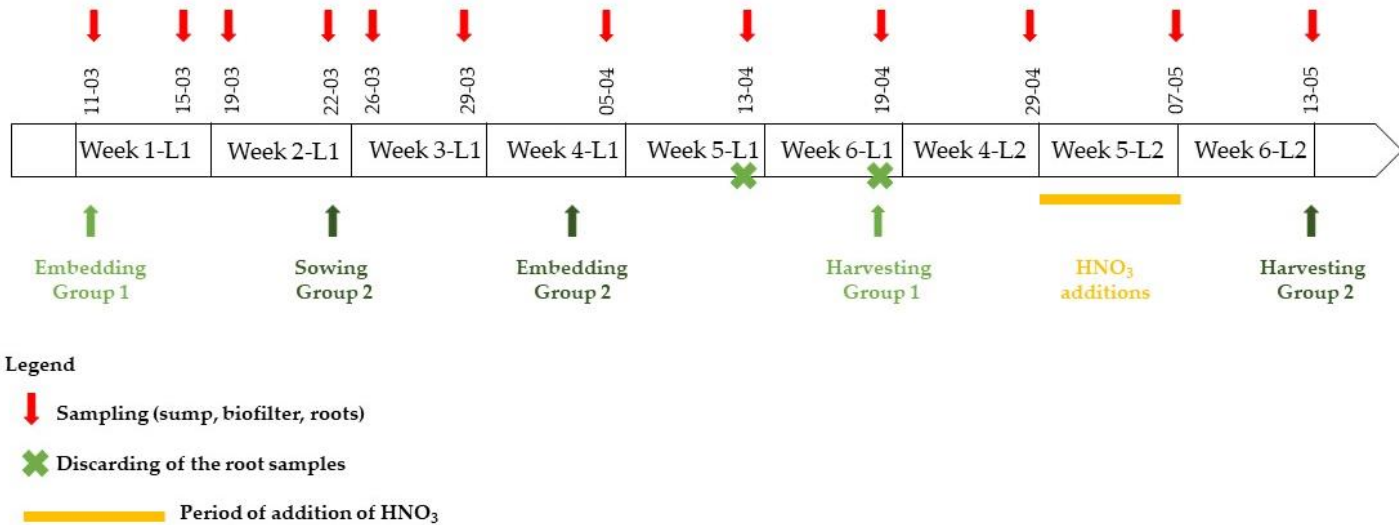 11-03
15-03
19-03
22-03
26-03
29-03
05-04
13-04
19-04
29-04
07-05
13-05
Week 1-L1
Week 2-L1
Week 3-L1
Week 4-L1
Week 5-L1
Week 6-L1
Week 4-L2
Week 5-L2
Week 6-L2
Embedding
Group 1
Sowing
Group 2
Embedding
Group 2
Harvesting
Group 1
HNO₃
additions
Harvesting
Group 2
Legend
Sampling (sump, biofilter, roots)
Discarding of the root samples
Period of addition of HNO₃